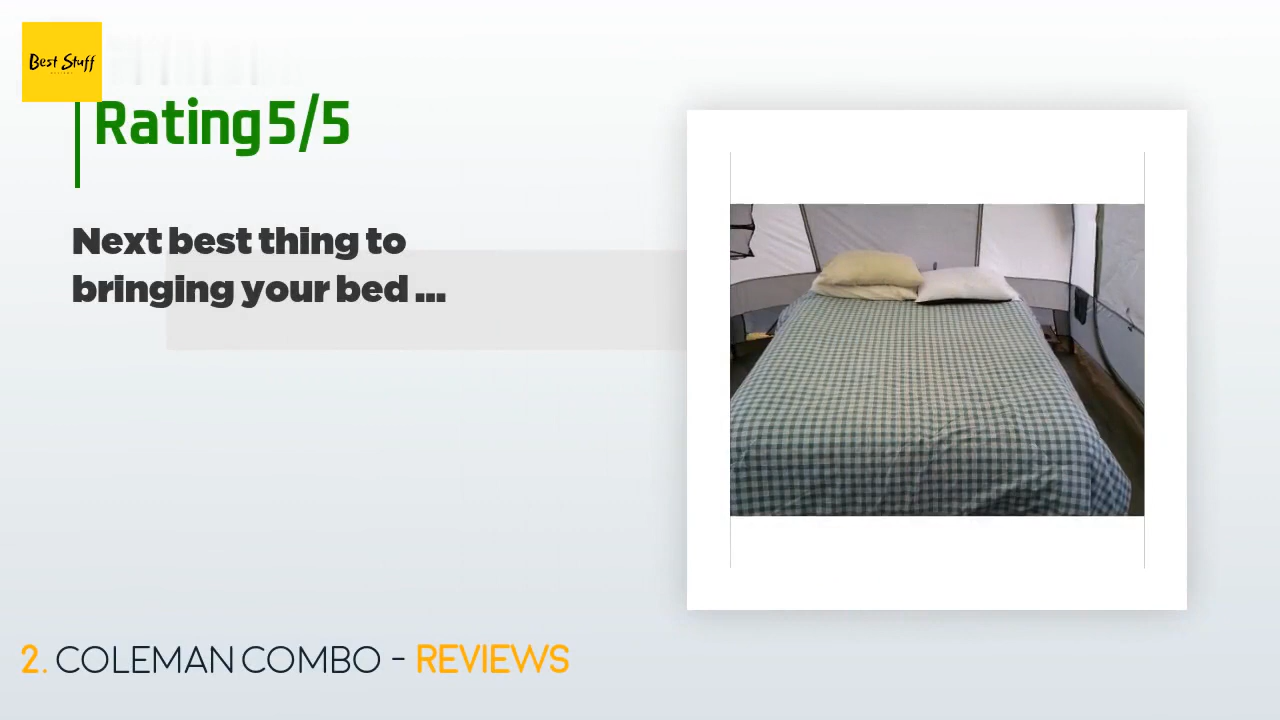 Best Stuff
Rating 5/5
Next best thing to
bringing your bed ...
2. COLEMAN COMBO - REVIEWS